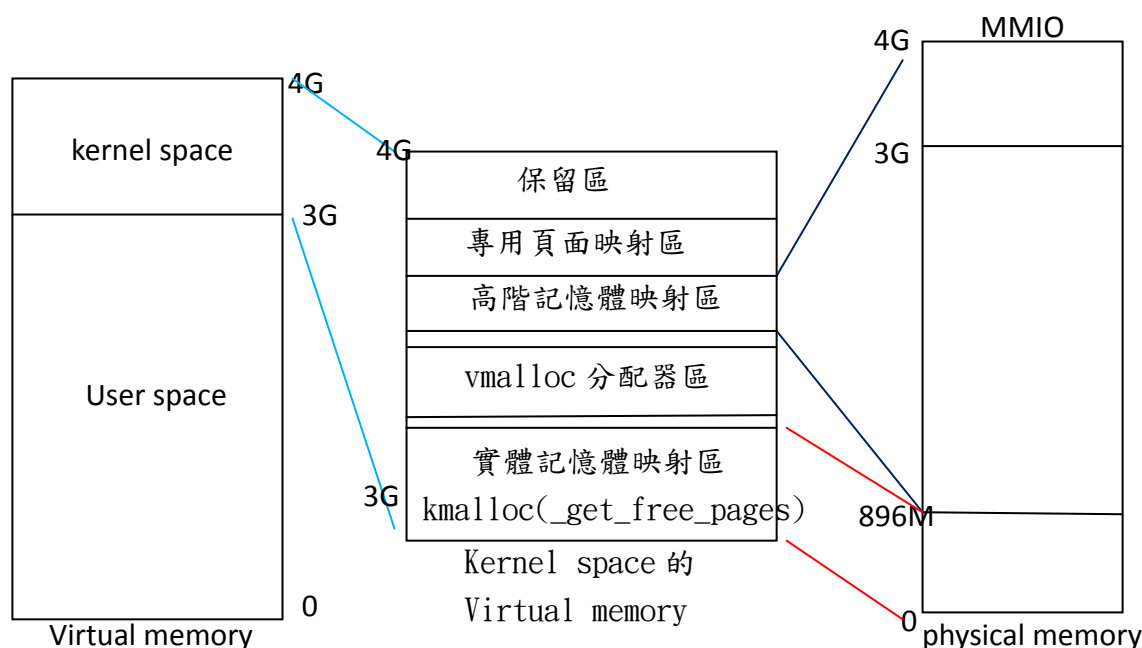 4G
kernel space
3G
User space
0
Virtual memory
4G
保留區
專用頁面映射區
高階記憶體映射區
vmalloc 分配器區
實體記憶體映射區
3G
kmalloc(_get_free_pages)
Kernel space 的
Virtual memory
MMIO
4G
3G
896M
0
physical memory